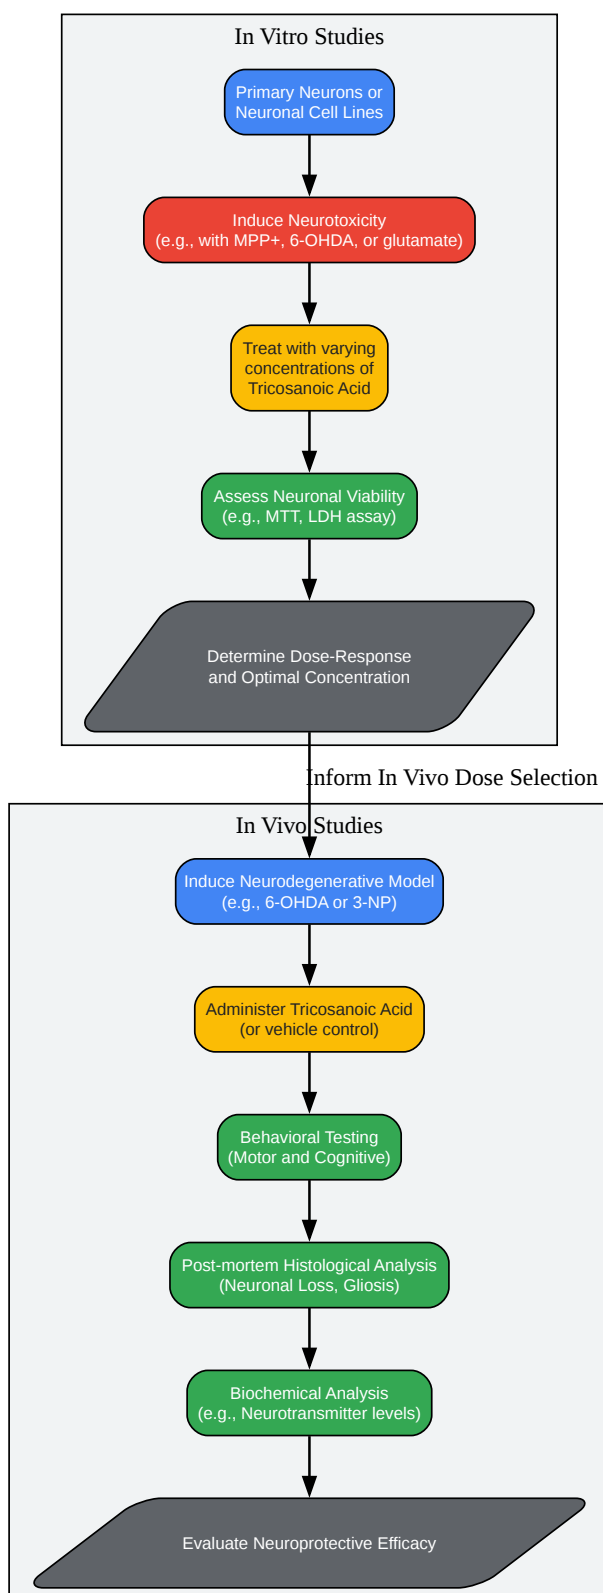 In Vitro Studies
Primary Neurons or
Neuronal Cell Lines
Induce Neurotoxicity
(e.g., with MPP+, 6-OHDA, or glutamate)
Treat with varying
concentrations of
Tricosanoic Acid
Assess Neuronal Viability
(e.g., MTT, LDH assay)
Determine Dose-Response
and Optimal Concentration
Inform In Vivo Dose Selection
In Vivo Studies
Induce Neurodegenerative Model
(e.g., 6-OHDA or 3-NP)
Administer Tricosanoic Acid
(or vehicle control)
Behavioral Testing
(Motor and Cognitive)
Post-mortem Histological Analysis
(Neuronal Loss, Gliosis)
Biochemical Analysis
(e.g., Neurotransmitter levels)
Evaluate Neuroprotective Efficacy